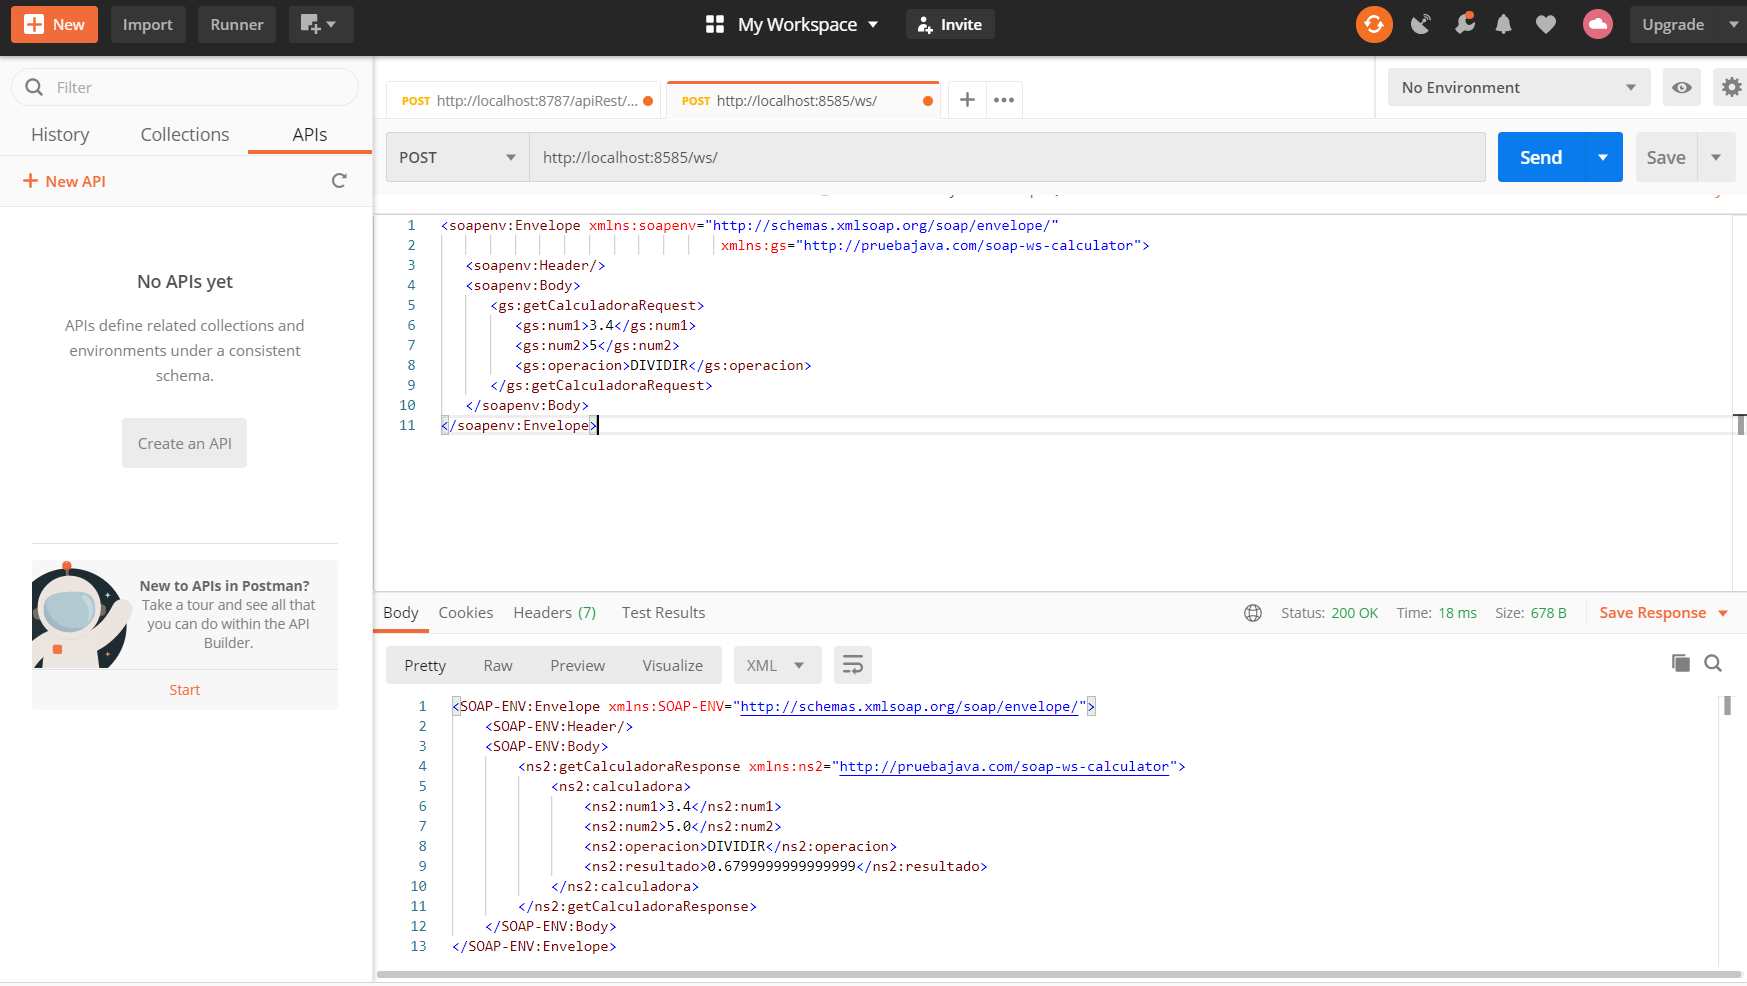 New
Import
Runner
My Workspace
Invite
Upgrade
Filter
History
Collections
APIs
New API
No APIs yet
APIs define related collections and
environments under a consistent
schema.
Create an API
New to APIs in Postman?
Take a tour and see all that
you can do within the API
Builder.
Start
POST http://localhost:8787/apiRest/...
POST http://localhost:8585/ws/
No Environment
POST
http://localhost:8585/ws/
Send
Save
1 <soapenv:Envelope xmlns:soapenv="http://schemas.xmlsoap.org/soap/envelope/"
2 xmlns:gs="http://pruebajava.com/soap-ws-calculator">
3 <soapenv:Header/>
4 <soapenv:Body>
5 <gs:getCalculadoraRequest>
6 <gs:num1>3.4</gs:num1>
7 <gs:num2>5</gs:num2>
8 <gs:operacion>DIVIDIR</gs:operacion>
9 </gs:getCalculadoraRequest>
10 </soapenv:Body>
11 </soapenv:Envelope>
Body
Cookies
Headers (7)
Test Results
Status: 200 OK
Time: 18 ms
Size: 678 B
Save Response
Pretty
Raw
Preview
Visualize
XML
1 <SOAP-ENV:Envelope xmlns:SOAP-ENV="http://schemas.xmlsoap.org/soap/envelope/">
2 <SOAP-ENV:Header/>
3 <SOAP-ENV:Body>
4 <ns2:getCalculadoraResponse xmlns:ns2="http://pruebajava.com/soap-ws-calculator">
5 <ns2:calculadora>
6 <ns2:num1>3.4</ns2:num1>
7 <ns2:num2>5.0</ns2:num2>
8 <ns2:operacion>DIVIDIR</ns2:operacion>
9 <ns2:resultado>0.6799999999999999</ns2:resultado>
10 </ns2:calculadora>
11 </ns2:getCalculadoraResponse>
12 </SOAP-ENV:Body>
13 </SOAP-ENV:Envelope>